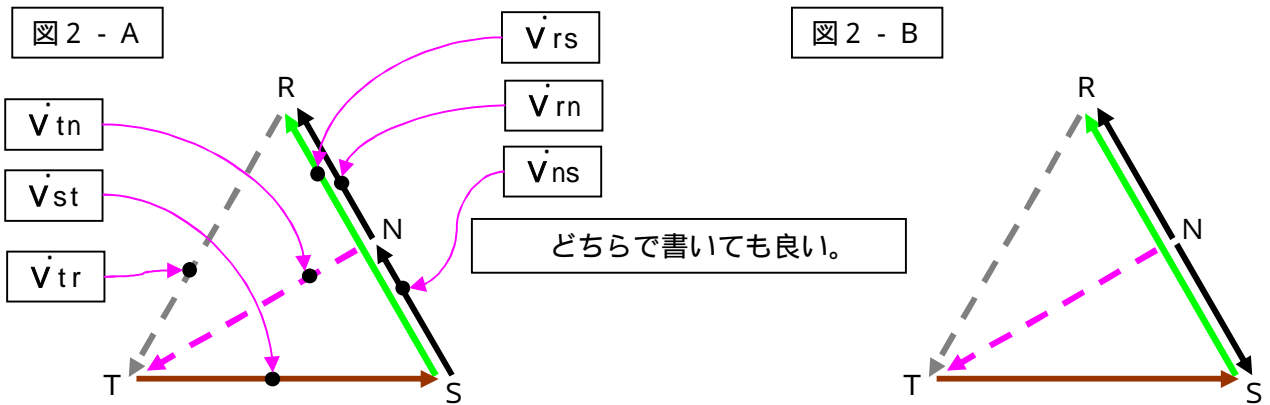 図2-A
図2-B
V̇rs
R
R
V̇rn
V̇tn
V̇ns
V̇st
N
N
どちらで書いても良い。
V̇tr
T
S
T
S